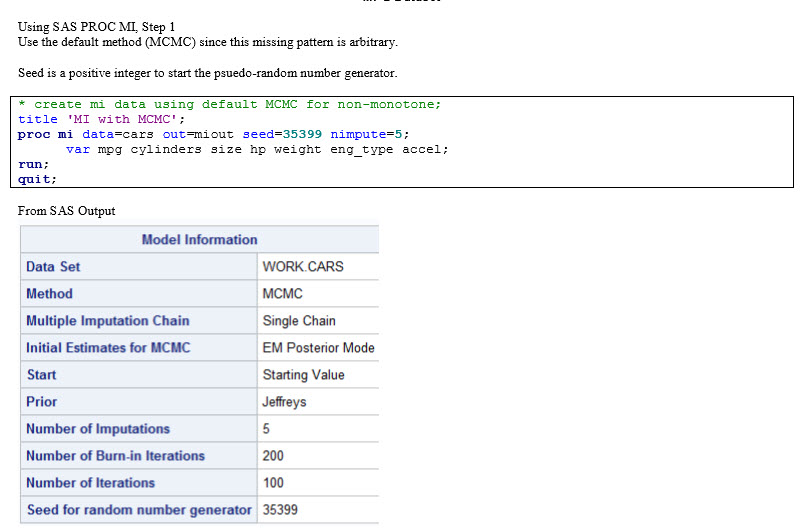 Using SAS PROC MI, Step 1
Use the default method (MCMC) since this missing pattern is arbitrary.
Seed is a positive integer to start the psuedo-random number generator.
* create mi data using default MCMC for non-monotone;
title 'MI with MCMC';
proc mi data=cars out=miout seed=35399 nimpute=5;
var mpg cylinders size hp weight eng_type accel;
run;
quit;
From SAS Output
Model Information
Data Set WORK.CARS
Method MCMC
Multiple Imputation Chain Single Chain
Initial Estimates for MCMC EM Posterior Mode
Start Starting Value
Prior Jeffreys
Number of Imputations 5
Number of Burn-in Iterations 200
Number of Iterations 100
Seed for random number generator 35399